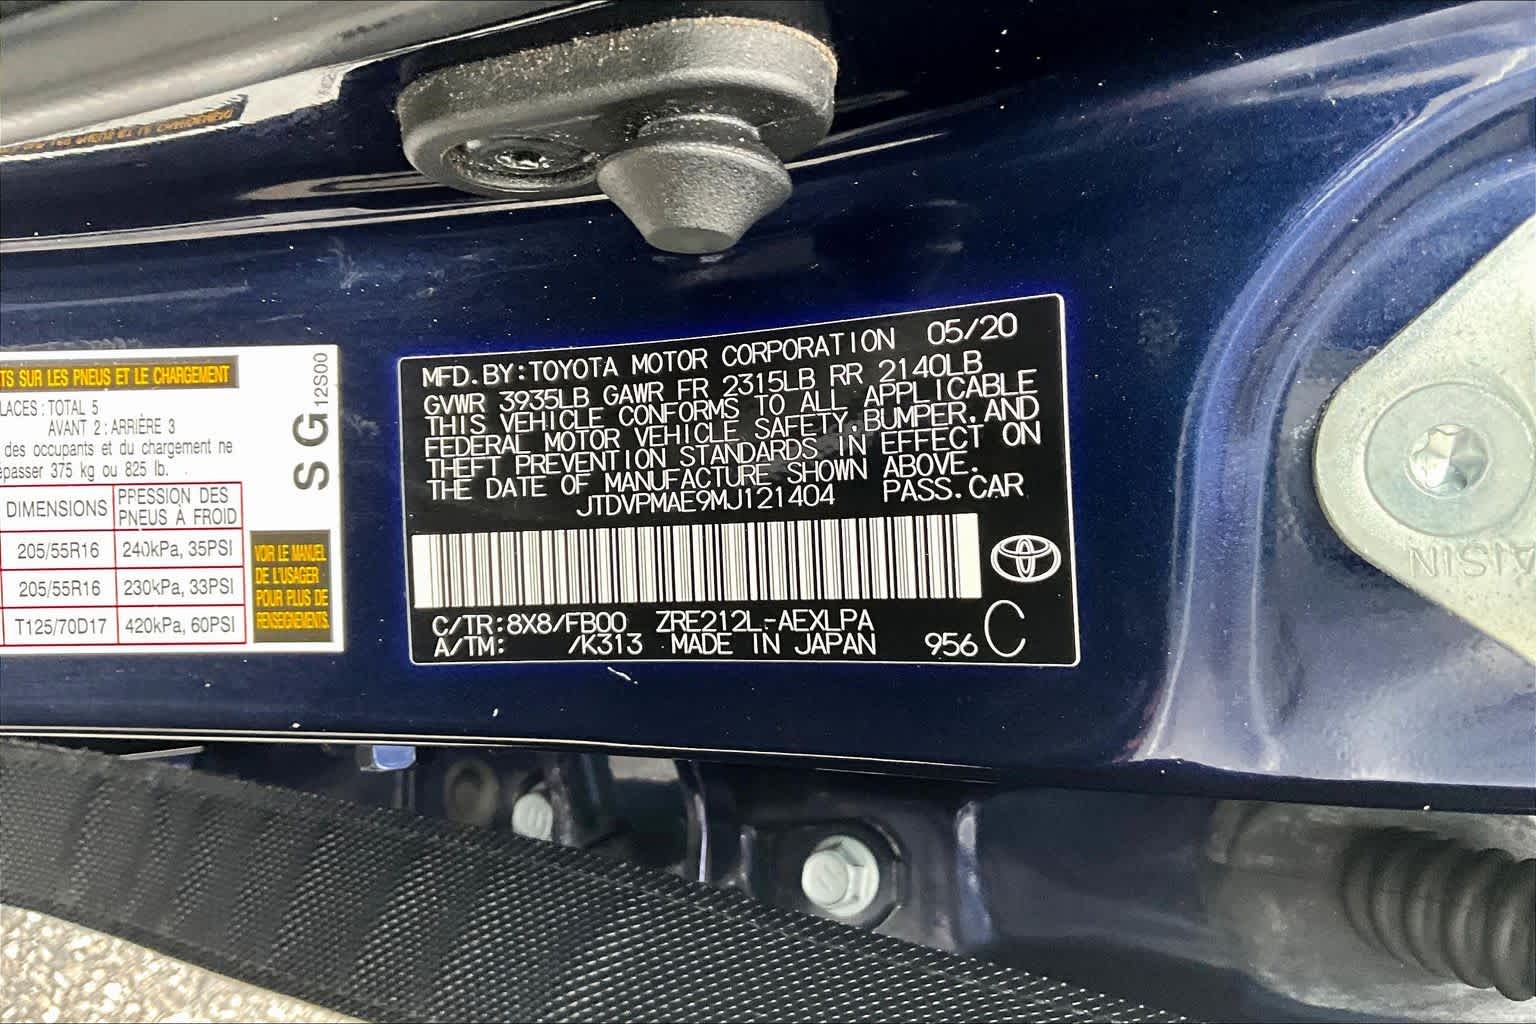 TS SUR LES PNEUS ET LE CHARGEMENT
LACES : TOTAL 5
AVANT 2 : ARRIÈRE 3
des occupants et du chargement ne
épasser 375 kg ou 825 lb.
DIMENSIONS PPESSION DES PNEUS À FROID
205/55R16 240kPa, 35PSI
205/55R16 230kPa, 33PSI
T125/70D17 420kPa, 60PSI
SG 12S00
VOIR LE MANUEL
DE L'USAGER
POUR PLUS DE
RENSEIGNEMENTS.
MFD.BY:TOYOTA MOTOR CORPORATION 05/20
GVWR 3935LB GAWR FR 2315LB RR 2140LB
THIS VEHICLE CONFORMS TO ALL APPLICABLE
FEDERAL MOTOR VEHICLE SAFETY,BUMPER,AND
THEFT PREVENTION STANDARDS IN EFFECT ON
THE DATE OF MANUFACTURE SHOWN ABOVE.
JTDVPMAE9MJ121404 PASS.CAR
C/TR:8X8/FB00 ZRE212L-AEXLPA
A/TM: /K313 MADE IN JAPAN 956 C
AISIN